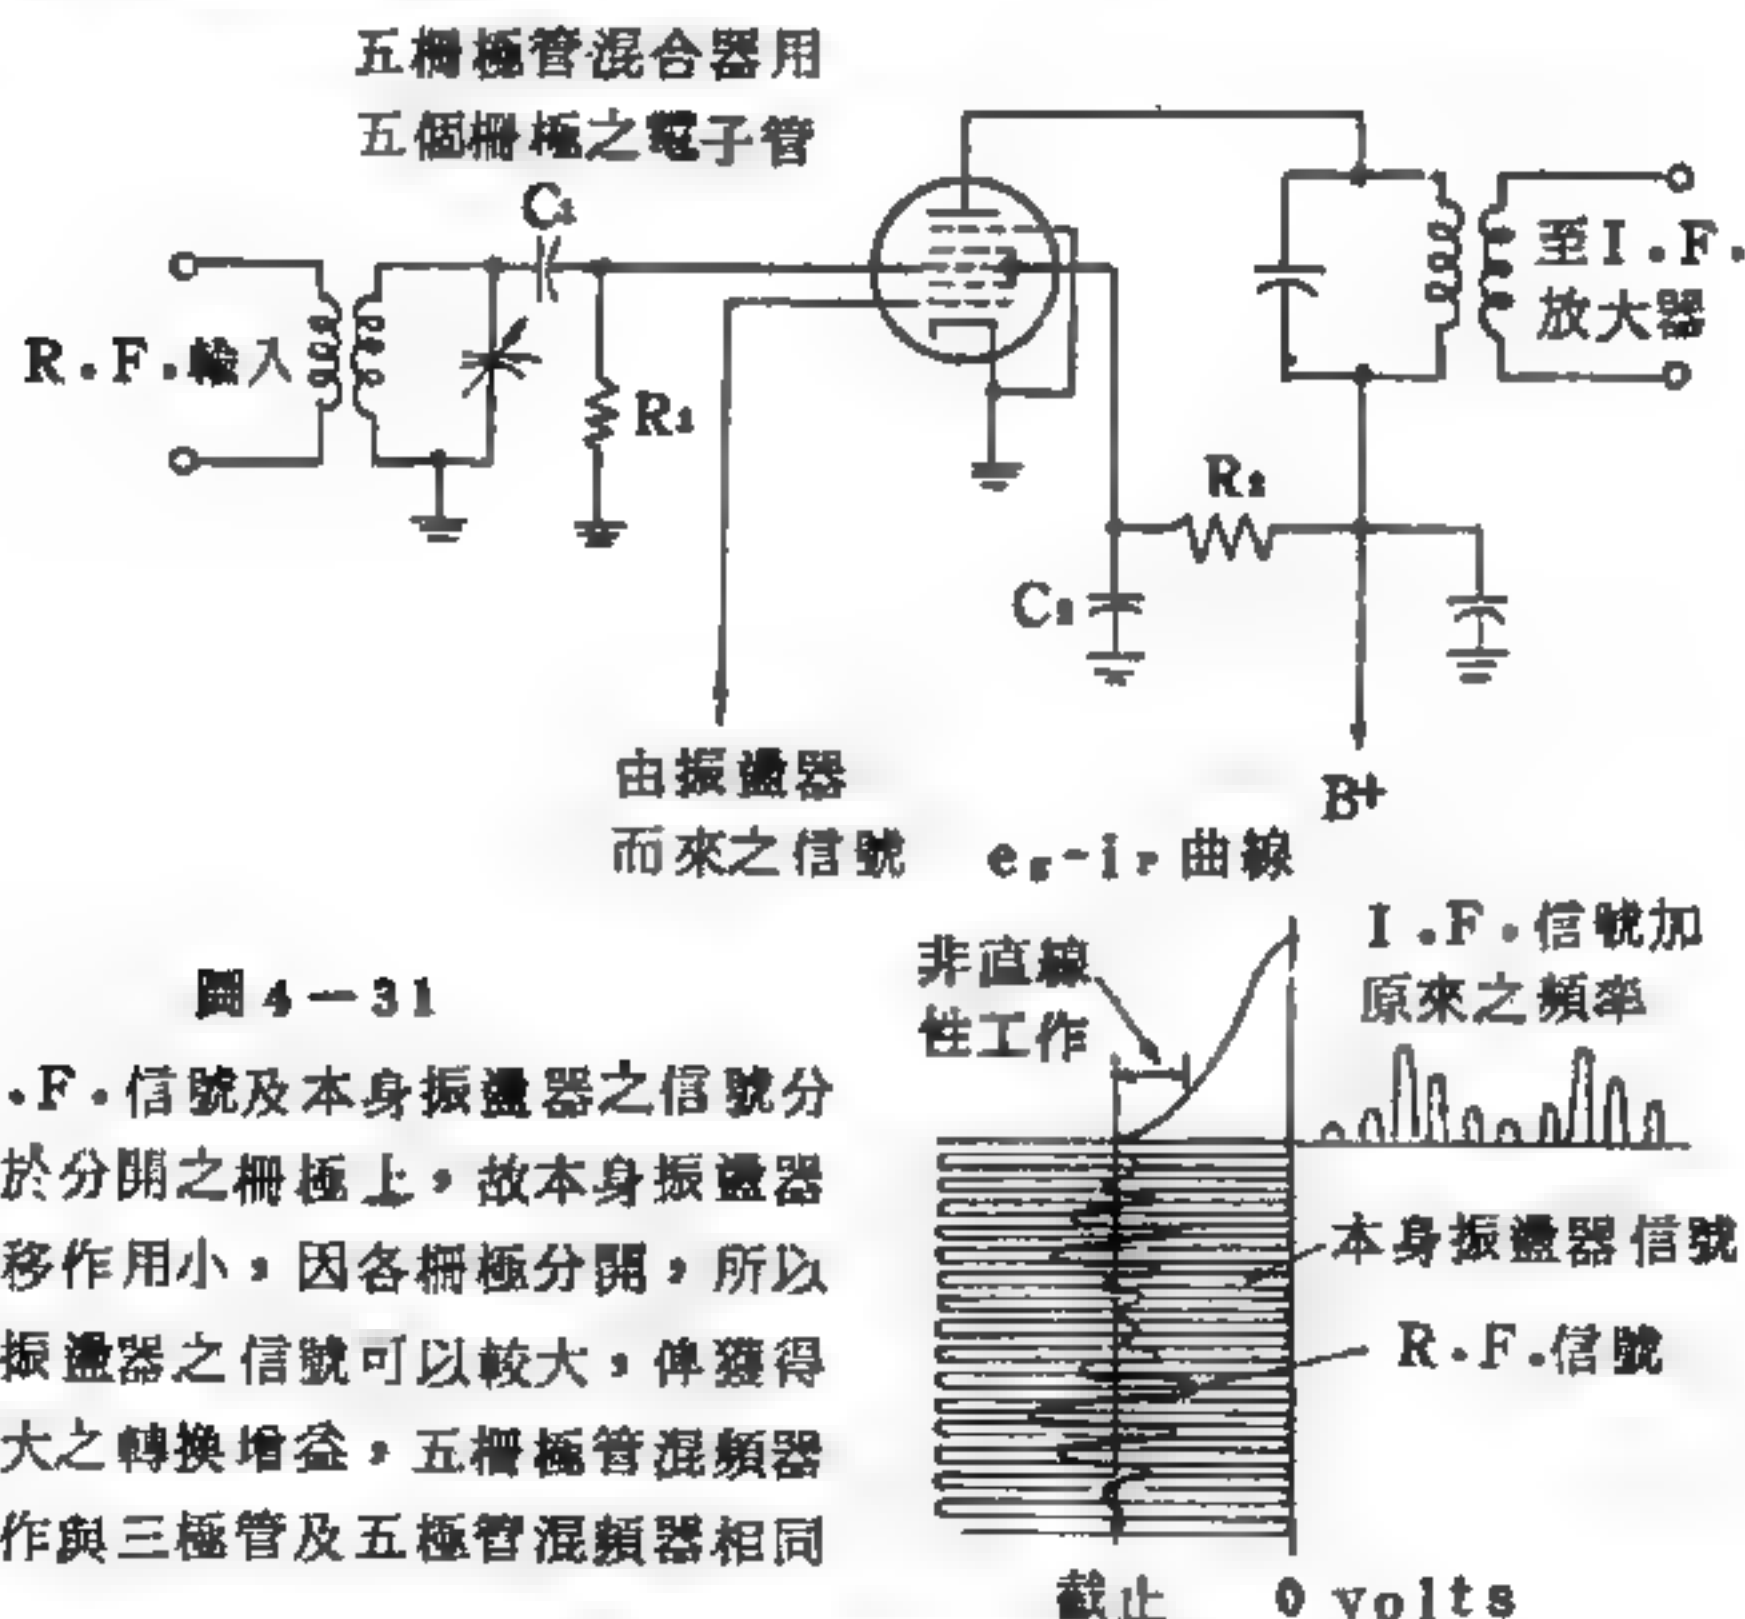 五柵極管混合器用
五個柵極之電子管
C₁
R.F.輸入
R₁
至I.F.
放大器
R₂
C₂
由振盪器
而來之信號
B+
eg-ip曲線
圖4—31
.F.信號及本身振盪器之信號分
於分開之柵極上,故本身振盪器
移作用小,因各柵極分開,所以
振盪器之信號可以較大,俾獲得
大之轉換增益,五柵極管混頻器
作與三極管及五極管混頻器相同
非直線
性工作
I.F.信號加
原來之頻率
本身振盪器信號
R.F.信號
截止 0 volts